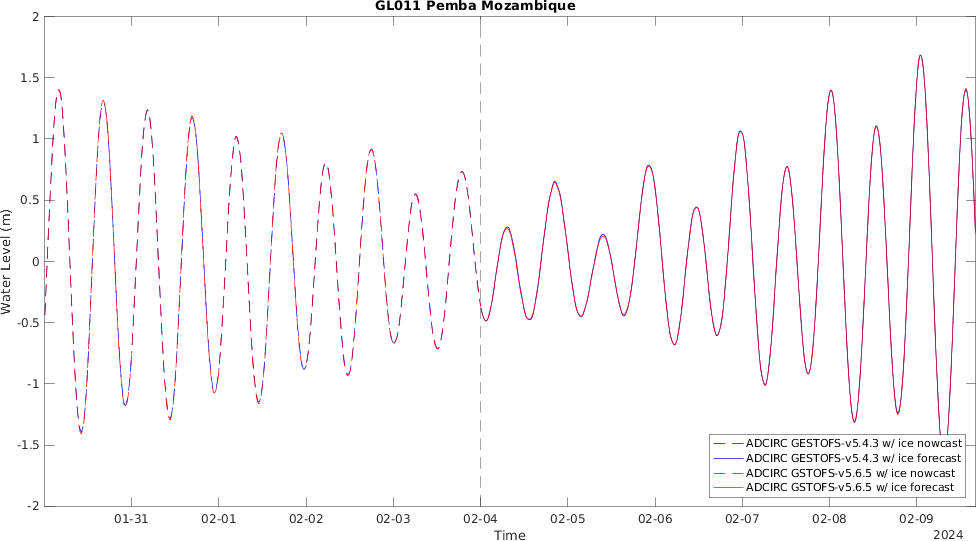 GL011 Pemba Mozambique
2
1.5
1
0.5
0
-0.5
-1
-1.5
-2
Water Level (m)
01-31
02-01
02-02
02-03
02-04
02-05
02-06
02-07
02-08
02-09
Time
2024
ADCIRC GESTOFS-v5.4.3 w/ ice nowcast
ADCIRC GESTOFS-v5.4.3 w/ ice forecast
ADCIRC GSTOFS-v5.6.5 w/ ice nowcast
ADCIRC GSTOFS-v5.6.5 w/ ice forecast